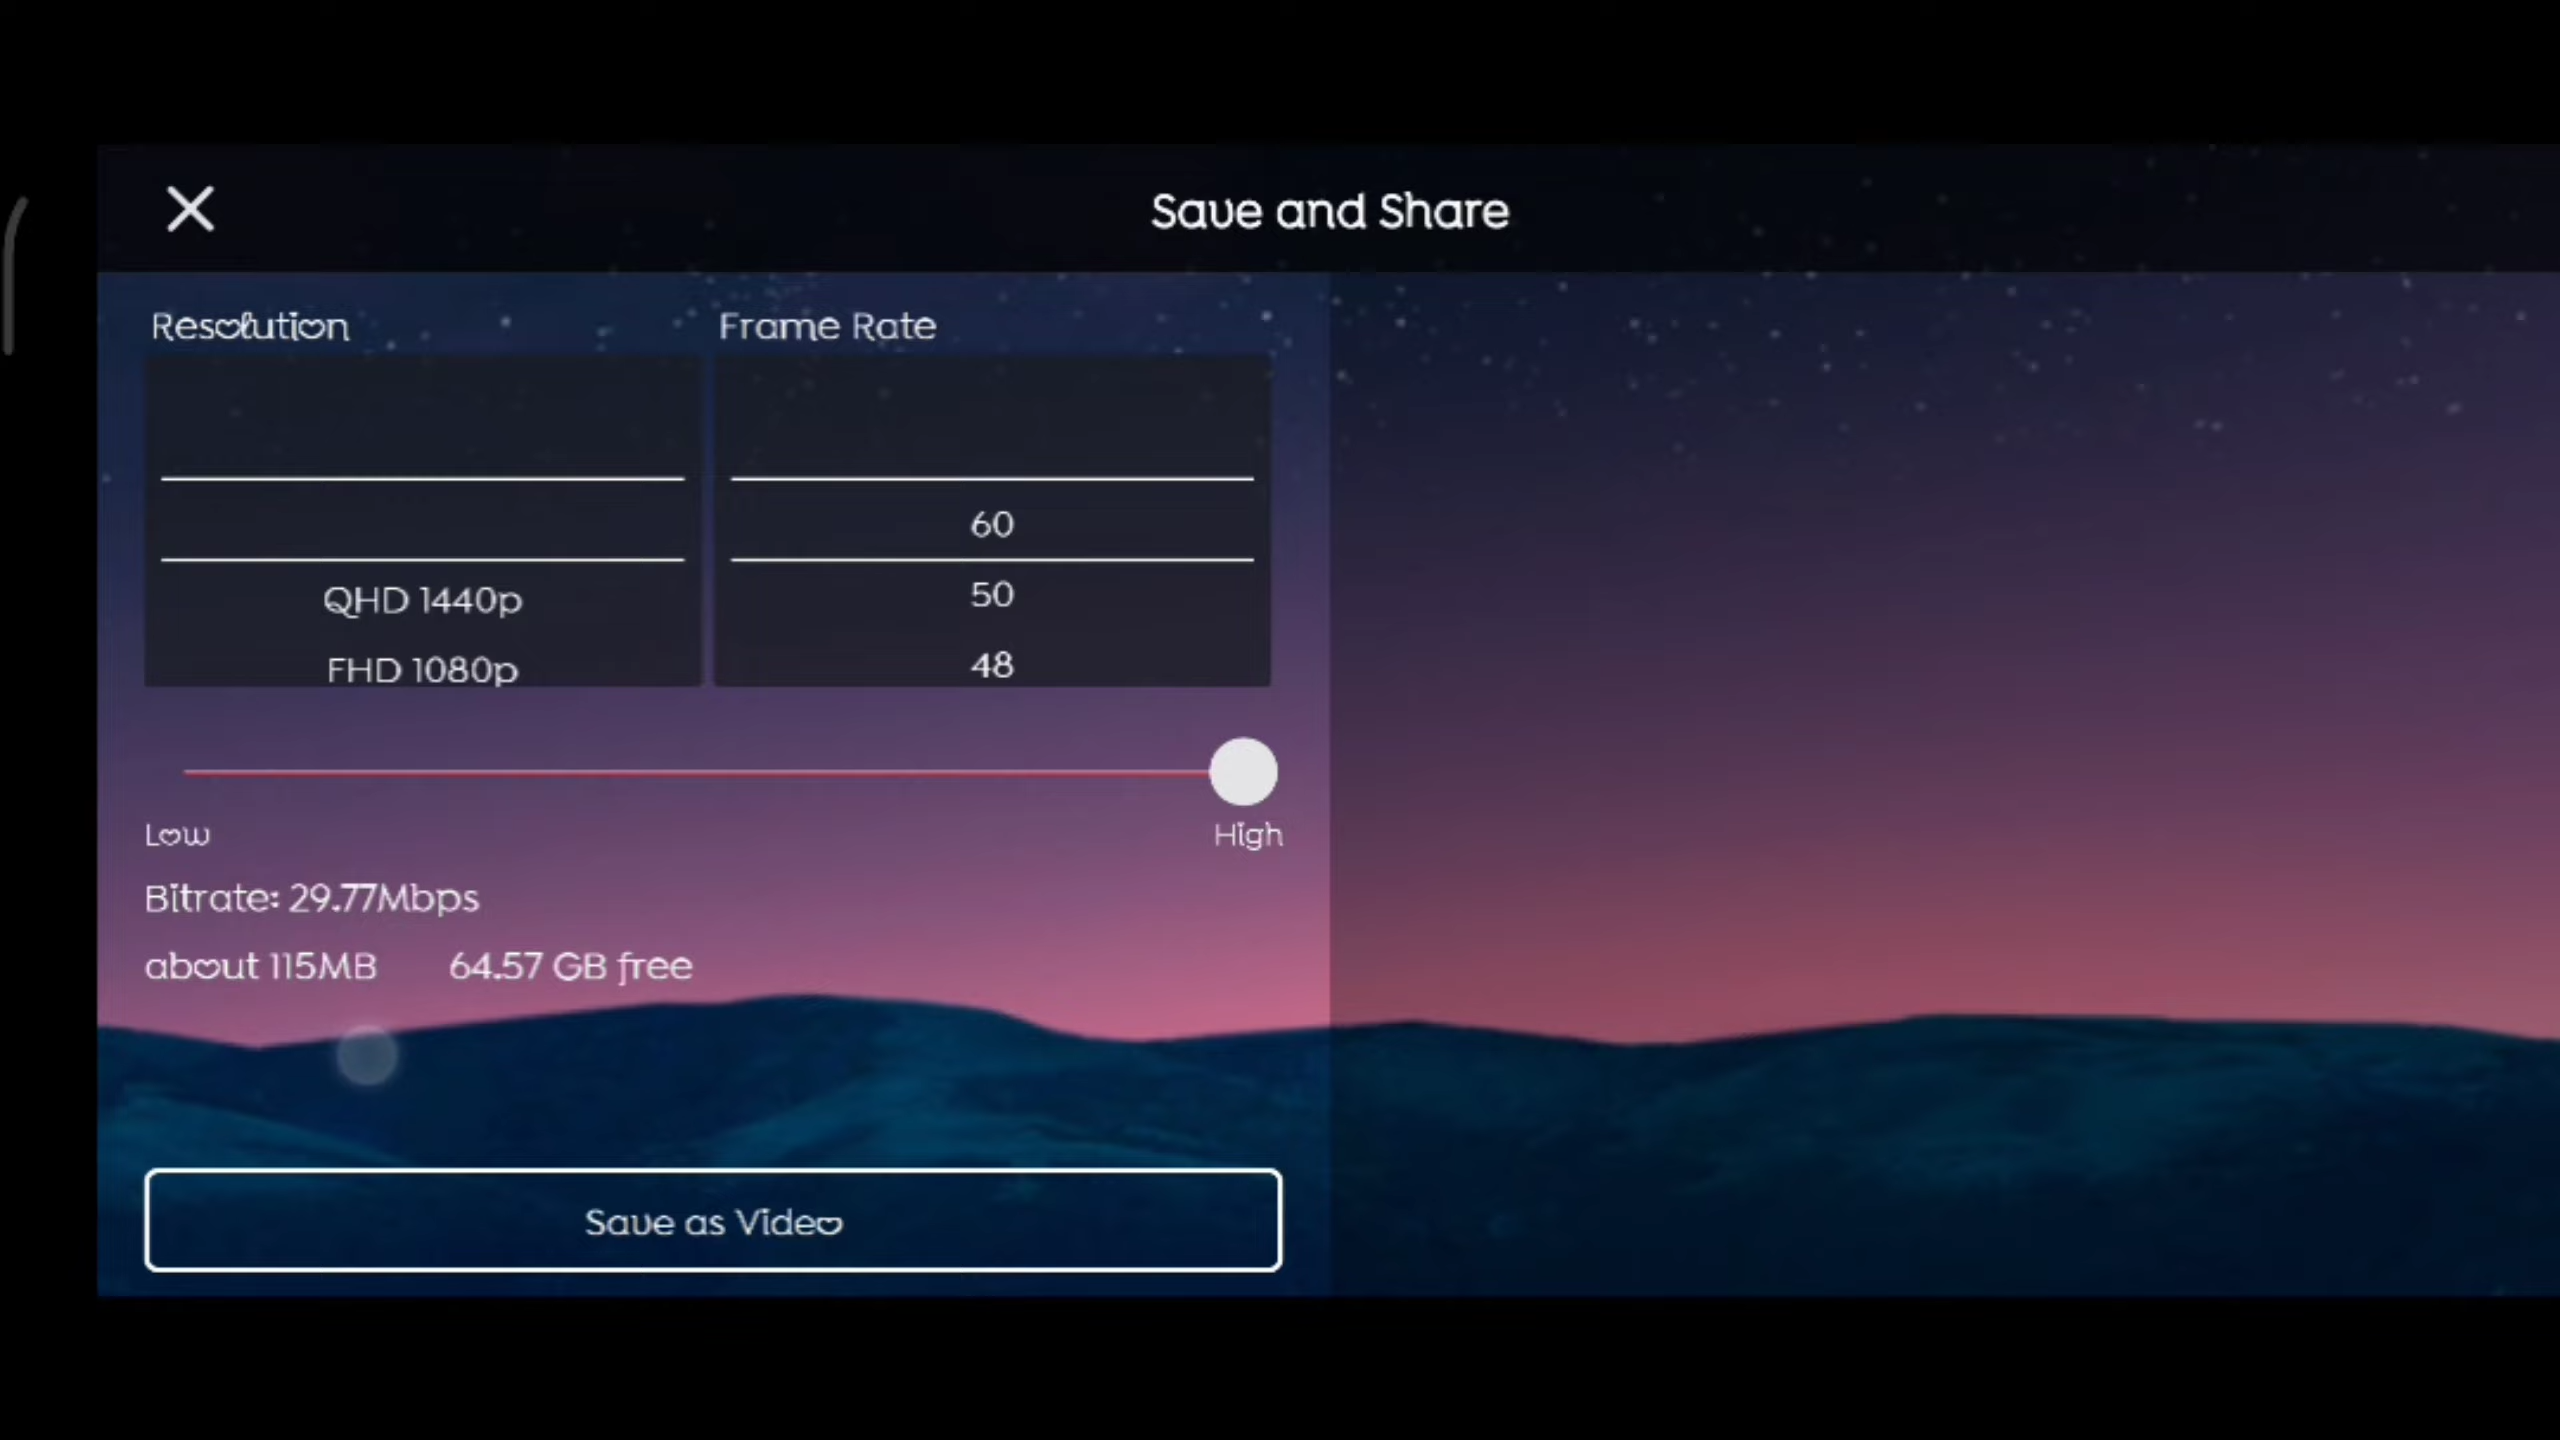 Save and Share
Resolution
Frame Rate
60
QHD 1440p
50
FHD 1080p
48
Low
High
Bitrate: 29.77Mbps
about 115MB
64.57 GB free
Save as Video